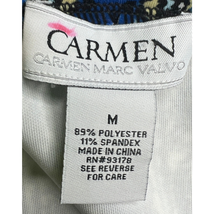 CARMEN
CARMEN MARC VALVO
M
89% POLYESTER
11% SPANDEX
MADE IN CHINA
RN#93178
SEE REVERSE
FOR CARE